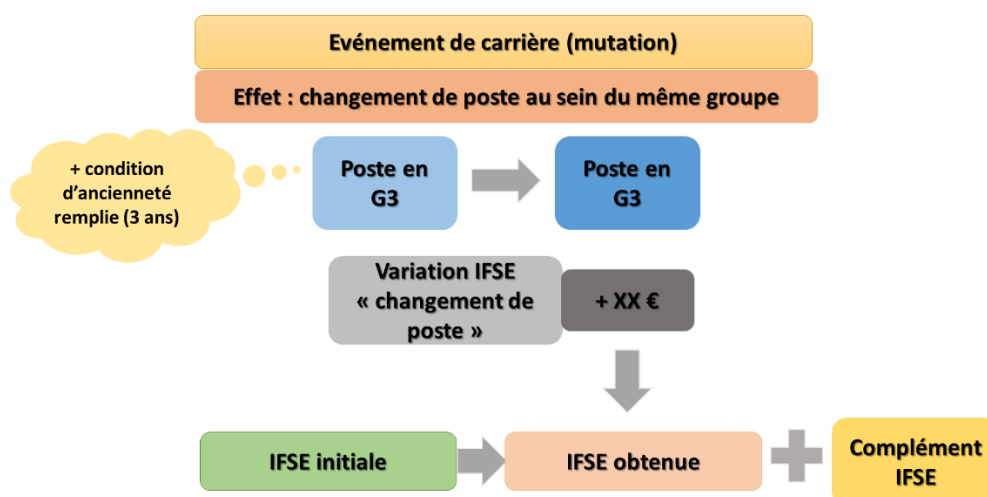 Evénement de carrière (mutation)
Effet : changement de poste au sein du même groupe
+ condition
d'ancienneté
remplie (3 ans)
Poste en
G3
Poste en
G3
Variation IFSE
« changement de
poste »
+ XX €
IFSE initiale
IFSE obtenue
Complément
IFSE